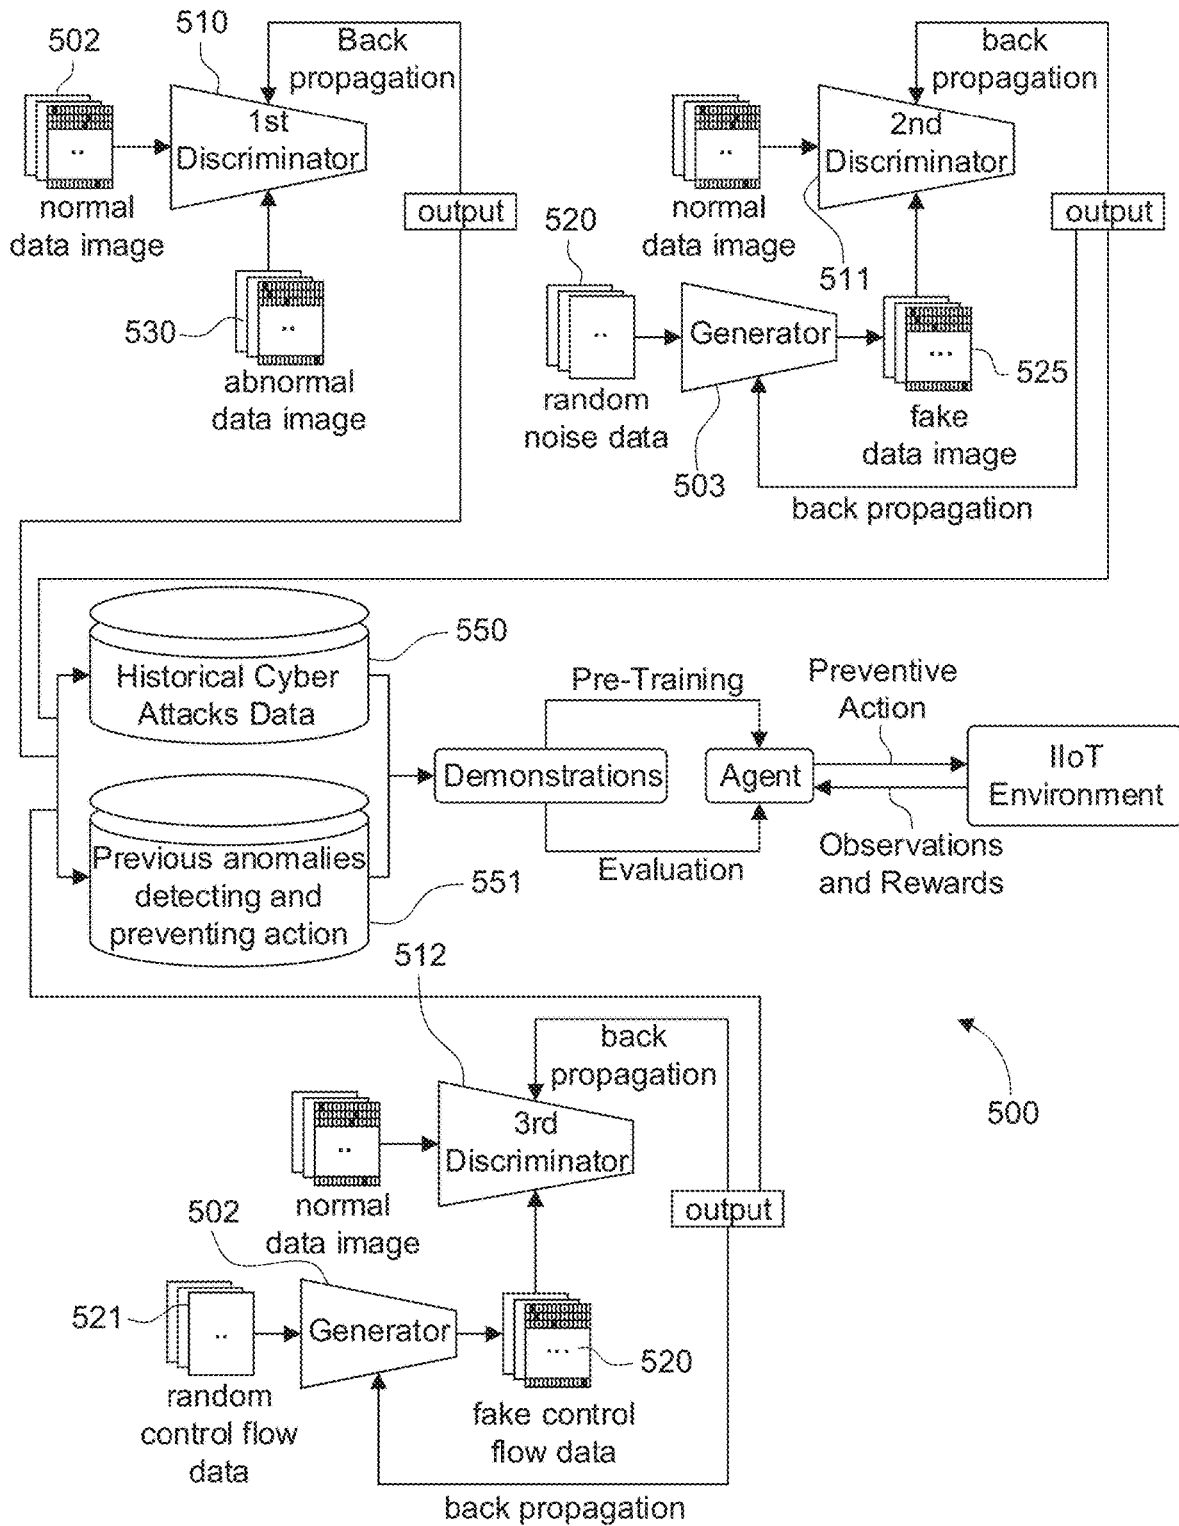 502
510
Back
propagation
1st
Discriminator
normal
data image
output
530
abnormal
data image
back
propagation
2nd
Discriminator
normal
data image
output
520
511
Generator
random
noise data
525
fake
data image
503
back propagation
550
Historical Cyber
Attacks Data
Pre-Training
Preventive
Action
Demonstrations
Agent
IIoT
Environment
Previous anomalies
detecting and
preventing action
551
Evaluation
Observations
and Rewards
512
back
propagation
3rd
Discriminator
500
normal
data image
output
502
521
Generator
520
random
control flow
data
fake control
flow data
back propagation